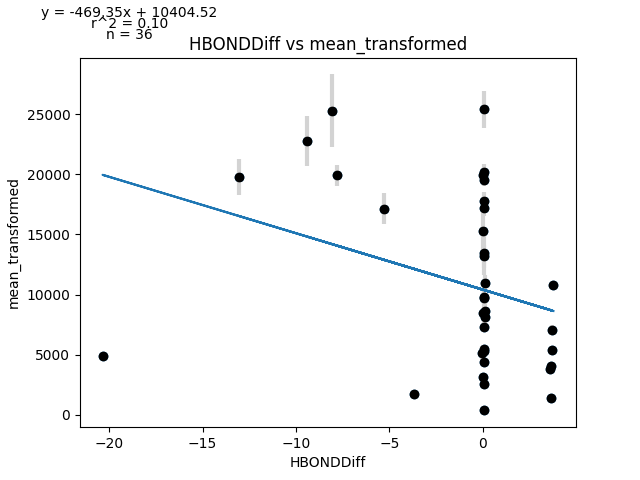 y = -469.35x + 10404.52
r^2 = 0.10
n = 36
HBONDDiff vs mean_transformed
mean_transformed
25000
20000
15000
10000
5000
0
−20
−15
−10
−5
0
HBONDDiff